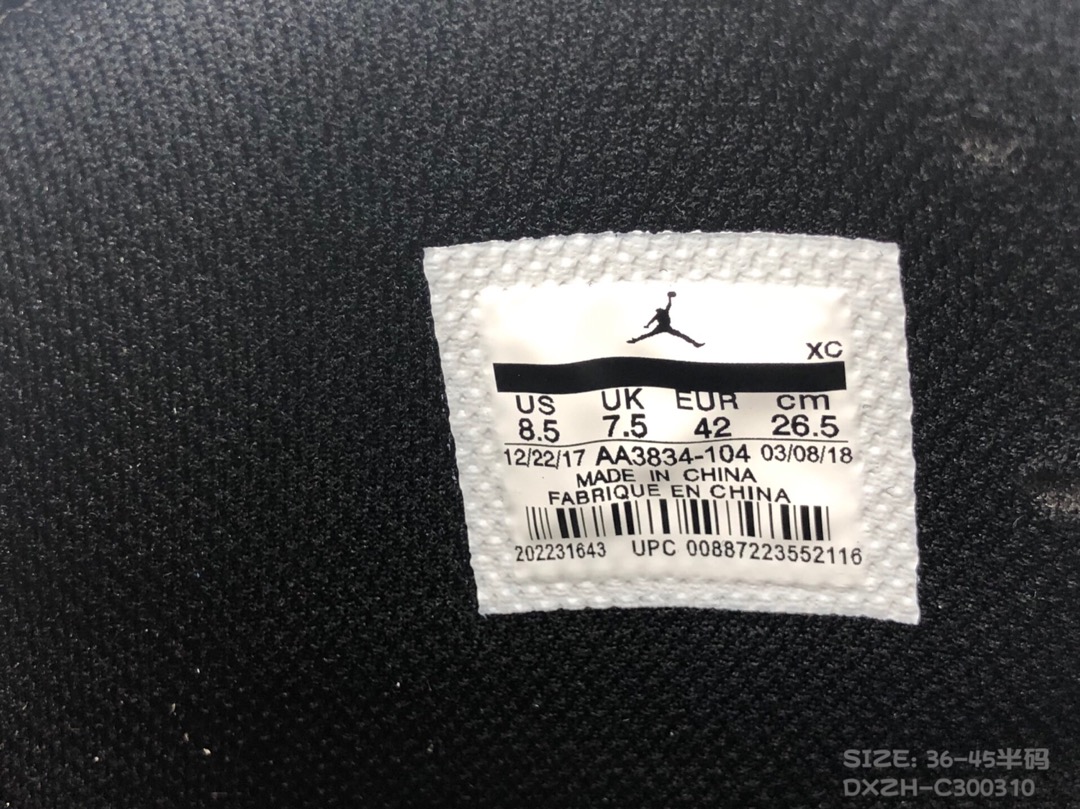 XC
US UK EUR cm
8.5 7.5 42 26.5
12/22/17 AA3834-104 03/08/18
MADE IN CHINA
FABRIQUE EN CHINA
202231643 UPC 00887223552116
SIZE: 36-45半码
DXZH-C300310